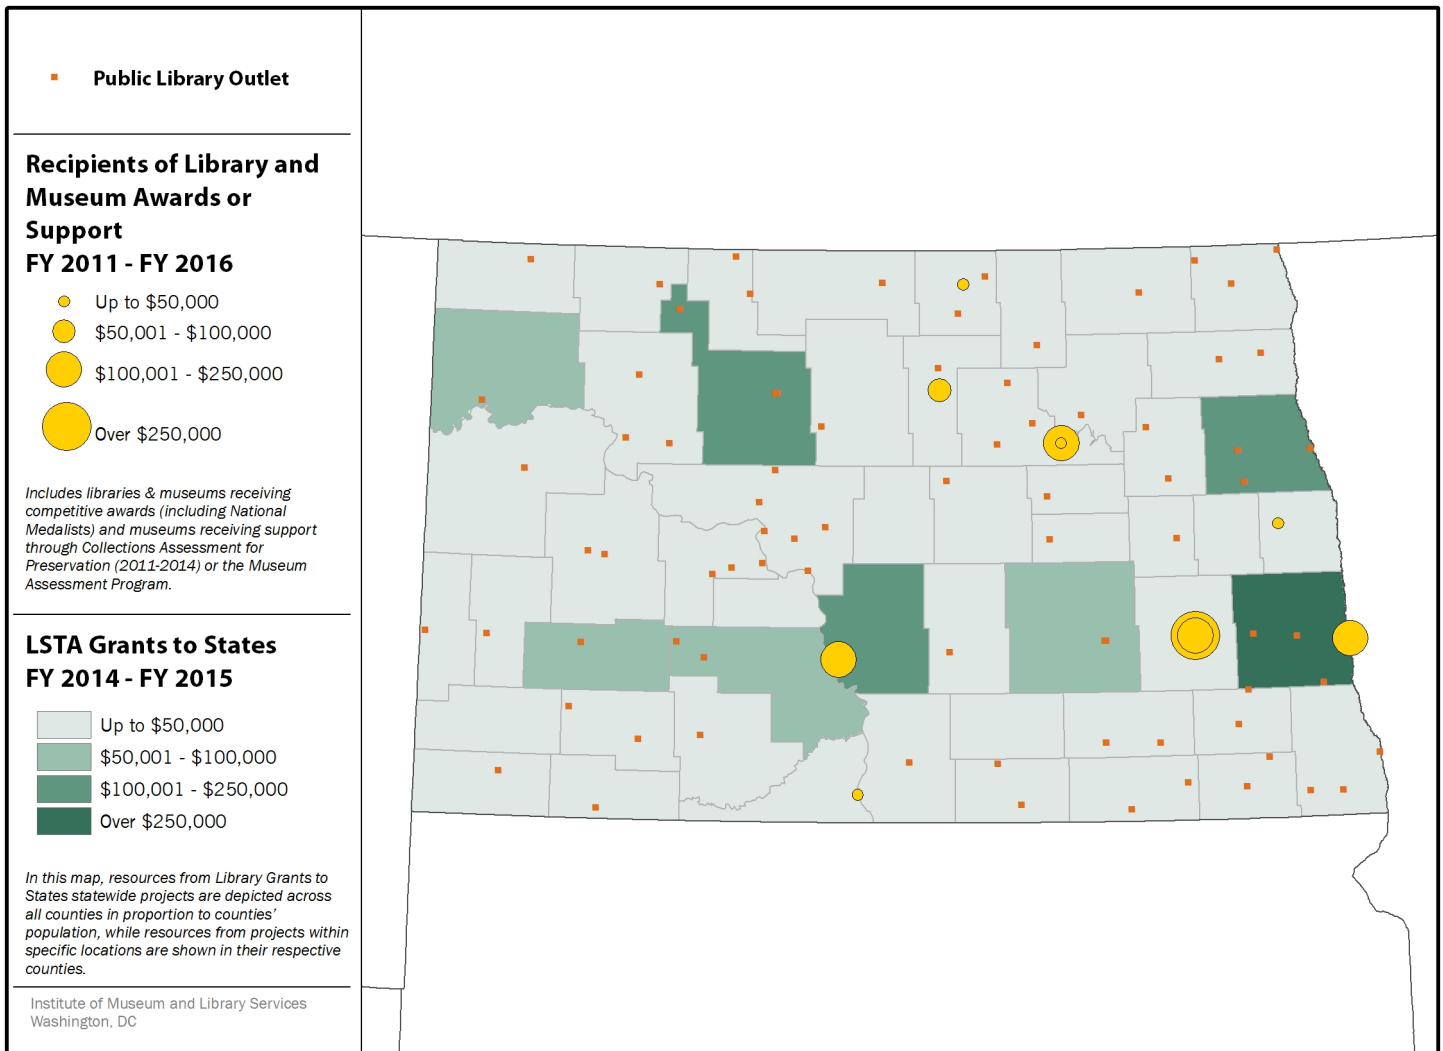 Public Library Outlet
Recipients of Library and
Museum Awards or
Support
FY 2011 - FY 2016
Up to $50,000
$50,001 - $100,000
$100,001 - $250,000
Over $250,000
Includes libraries & museums receiving
competitive awards (including National
Medalists) and museums receiving support
through Collections Assessment for
Preservation (2011-2014) or the Museum
Assessment Program.
LSTA Grants to States
FY 2014 - FY 2015
Up to $50,000
$50,001 - $100,000
$100,001 - $250,000
Over $250,000
In this map, resources from Library Grants to
States statewide projects are depicted across
all counties in proportion to counties'
population, while resources from projects within
specific locations are shown in their respective
counties.
Institute of Museum and Library Services
Washington, DC